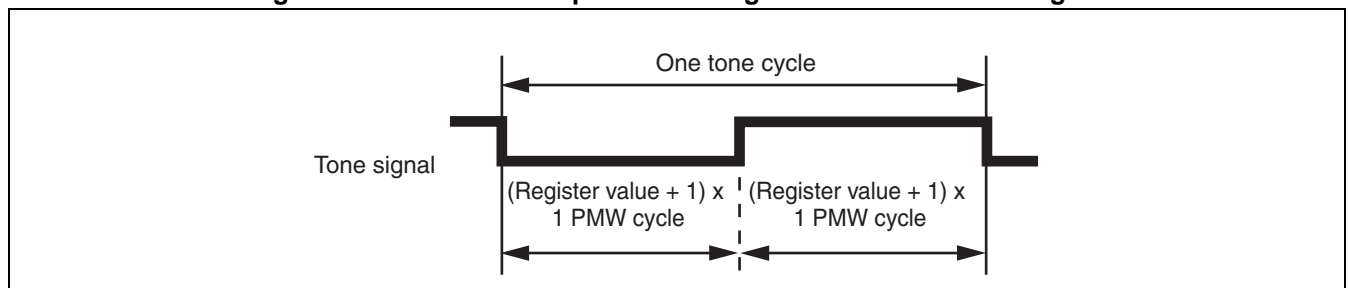 One tone cycle
Tone signal
(Register value + 1) x
1 PMW cycle
(Register value + 1) x
1 PMW cycle